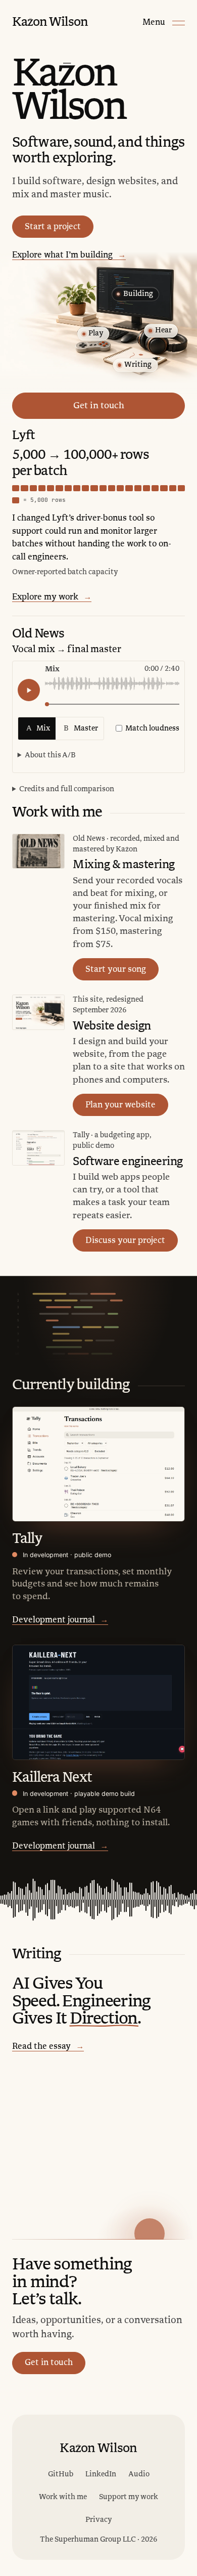 Kazon Wilson
Menu
Kazon
Wilson
Software, sound, and things
worth exploring.
I build software, design websites, and
mix and master music.
Start a project
Explore what I'm building →
Building
Play
Hear
Writing
Get in touch
Lyft
5,000 → 100,000+ rows
per batch
= 5,000 rows
I changed Lyft's driver-bonus tool so
support could run and monitor larger
batches without handing the work to on-
call engineers.
Owner-reported batch capacity
Explore my work →
Old News
Vocal mix → final master
Mix
0:00 / 2:40
A Mix
B Master
Match loudness
About this A/B
Credits and full comparison
Work with me
OLD NEWS
Old News · recorded, mixed and
mastered by Kazon
Mixing & mastering
Send your recorded vocals
and beat for mixing, or
your finished mix for
mastering. Vocal mixing
from $150, mastering
from $75.
Start your song
This site, redesigned
September 2026
Website design
I design and build your
website, from the page
plan to a site that works on
phones and computers.
Plan your website
Tally · a budgeting app,
public demo
Software engineering
I build web apps people
can try, or a tool that
makes a task your team
repeats easier.
Discuss your project
Currently building
Tally
Transactions
Tally
In development · public demo
Review your transactions, set monthly
budgets and see how much remains
to spend.
Development journal →
KAILLERA-NEXT
YOU BRING THE GAME
Kaillera Next
In development · playable demo build
Open a link and play supported N64
games with friends, nothing to install.
Development journal →
Writing
AI Gives You
Speed. Engineering
Gives It Direction.
Read the essay →
Have something
in mind?
Let's talk.
Ideas, opportunities, or a conversation
worth having.
Get in touch
Kazon Wilson
GitHub
LinkedIn
Audio
Work with me
Support my work
Privacy
The Superhuman Group LLC · 2026